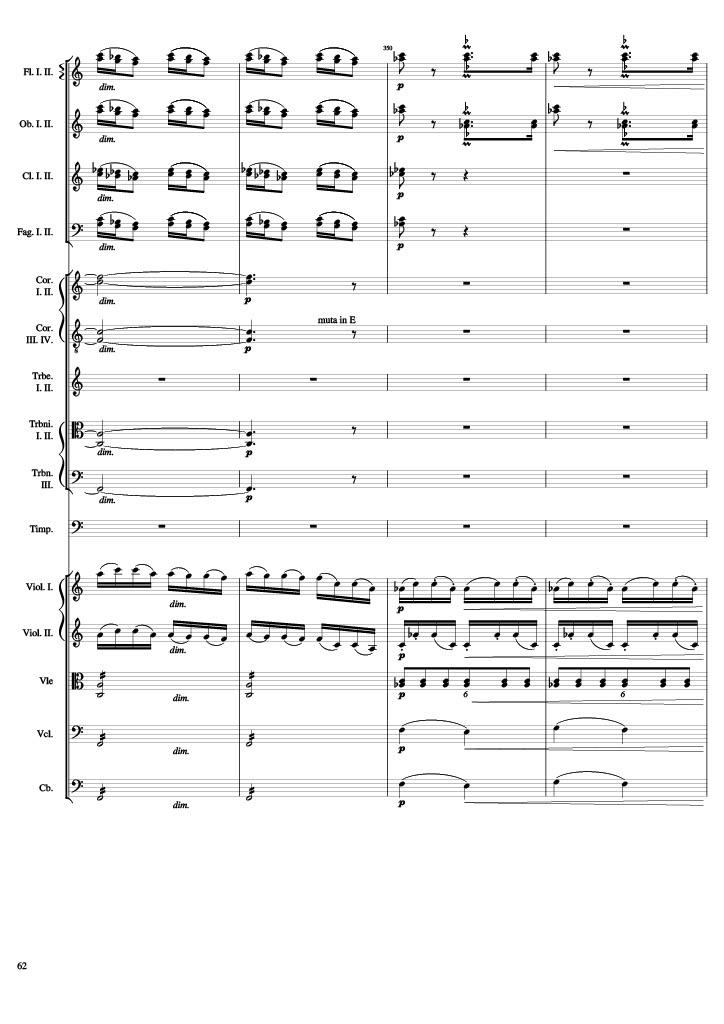 350
Fl. I. II.
dim.
p
Ob. I. II.
dim.
p
Cl. I. II.
dim.
p
Fag. I. II.
dim.
p
Cor.
I. II.
dim.
p
muta in E
Cor.
III. IV.
dim.
p
Trbe.
I. II.
Trbni.
I. II.
dim.
p
Trbn.
III.
dim.
p
Timp.
Viol. I.
dim.
p
Viol. II.
dim.
p
Vle
dim.
p
6
6
Vcl.
dim.
p
Cb.
dim.
p
62